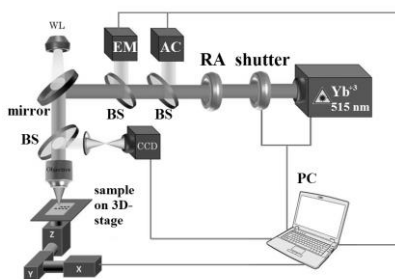 WL
EM
AC
RA shutter
Yb+3
515 nm
mirror
BS
BS
BS
CCD
Objective
sample
on 3D-
stage
PC
Z
Y
X